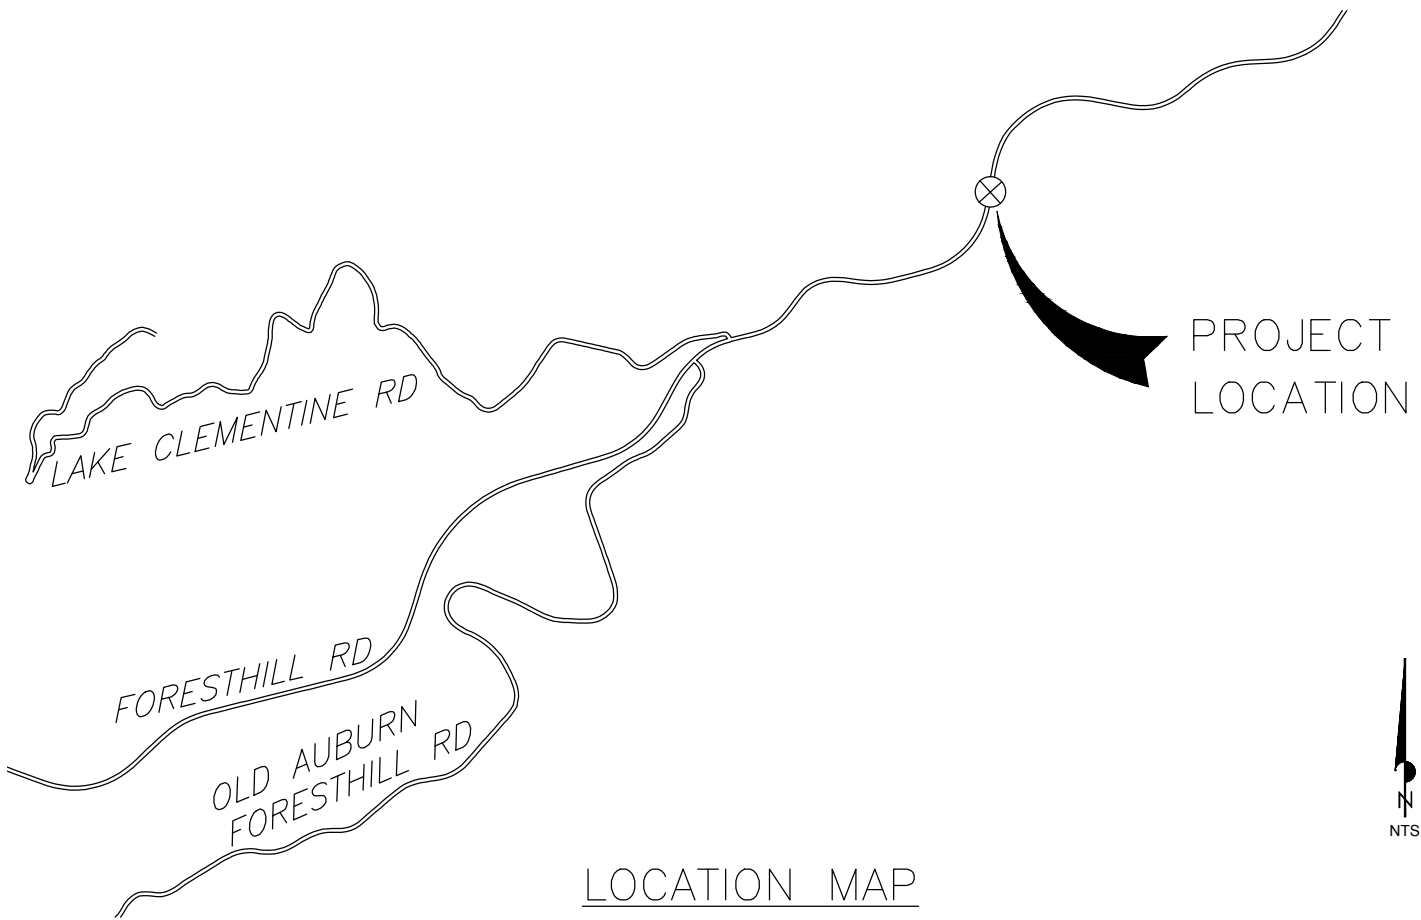 PROJECT
LOCATION
LAKE CLEMENTINE RD
FORESTHILL RD
OLD AUBURN
FORESTHILL RD
N
NTS
LOCATION MAP